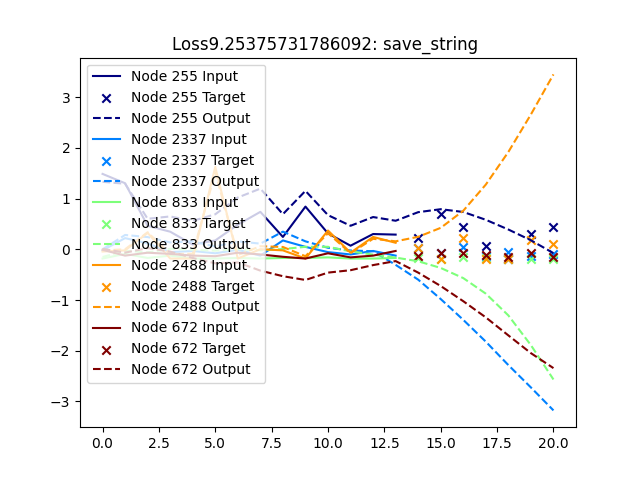 Loss9.25375731786092: save_string
Node 255 Input
Node 255 Target
Node 255 Output
Node 2337 Input
Node 2337 Target
Node 2337 Output
Node 833 Input
Node 833 Target
Node 833 Output
Node 2488 Input
Node 2488 Target
Node 2488 Output
Node 672 Input
Node 672 Target
Node 672 Output
3
2
1
0
−1
−2
−3
0.0 2.5 5.0 7.5 10.0 12.5 15.0 17.5 20.0